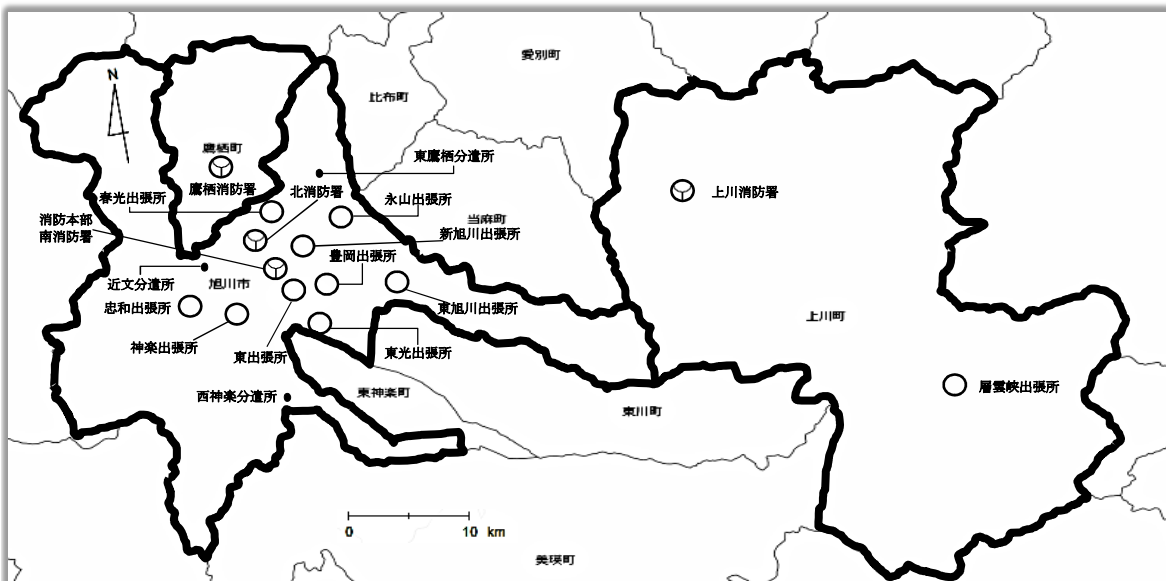 愛別町
N
比布町
鷹栖町
東鷹栖分遣所
鷹栖消防署
北消防署
上川消防署
春光出張所
永山出張所
消防本部
南消防署
当麻町
新旭川出張所
豊岡出張所
近文分遣所
旭川市
忠和出張所
東旭川出張所
上川町
神楽出張所
東出張所
東光出張所
層雲峡出張所
西神楽分遣所
東神楽町
東川町
0 10 km
美瑛町